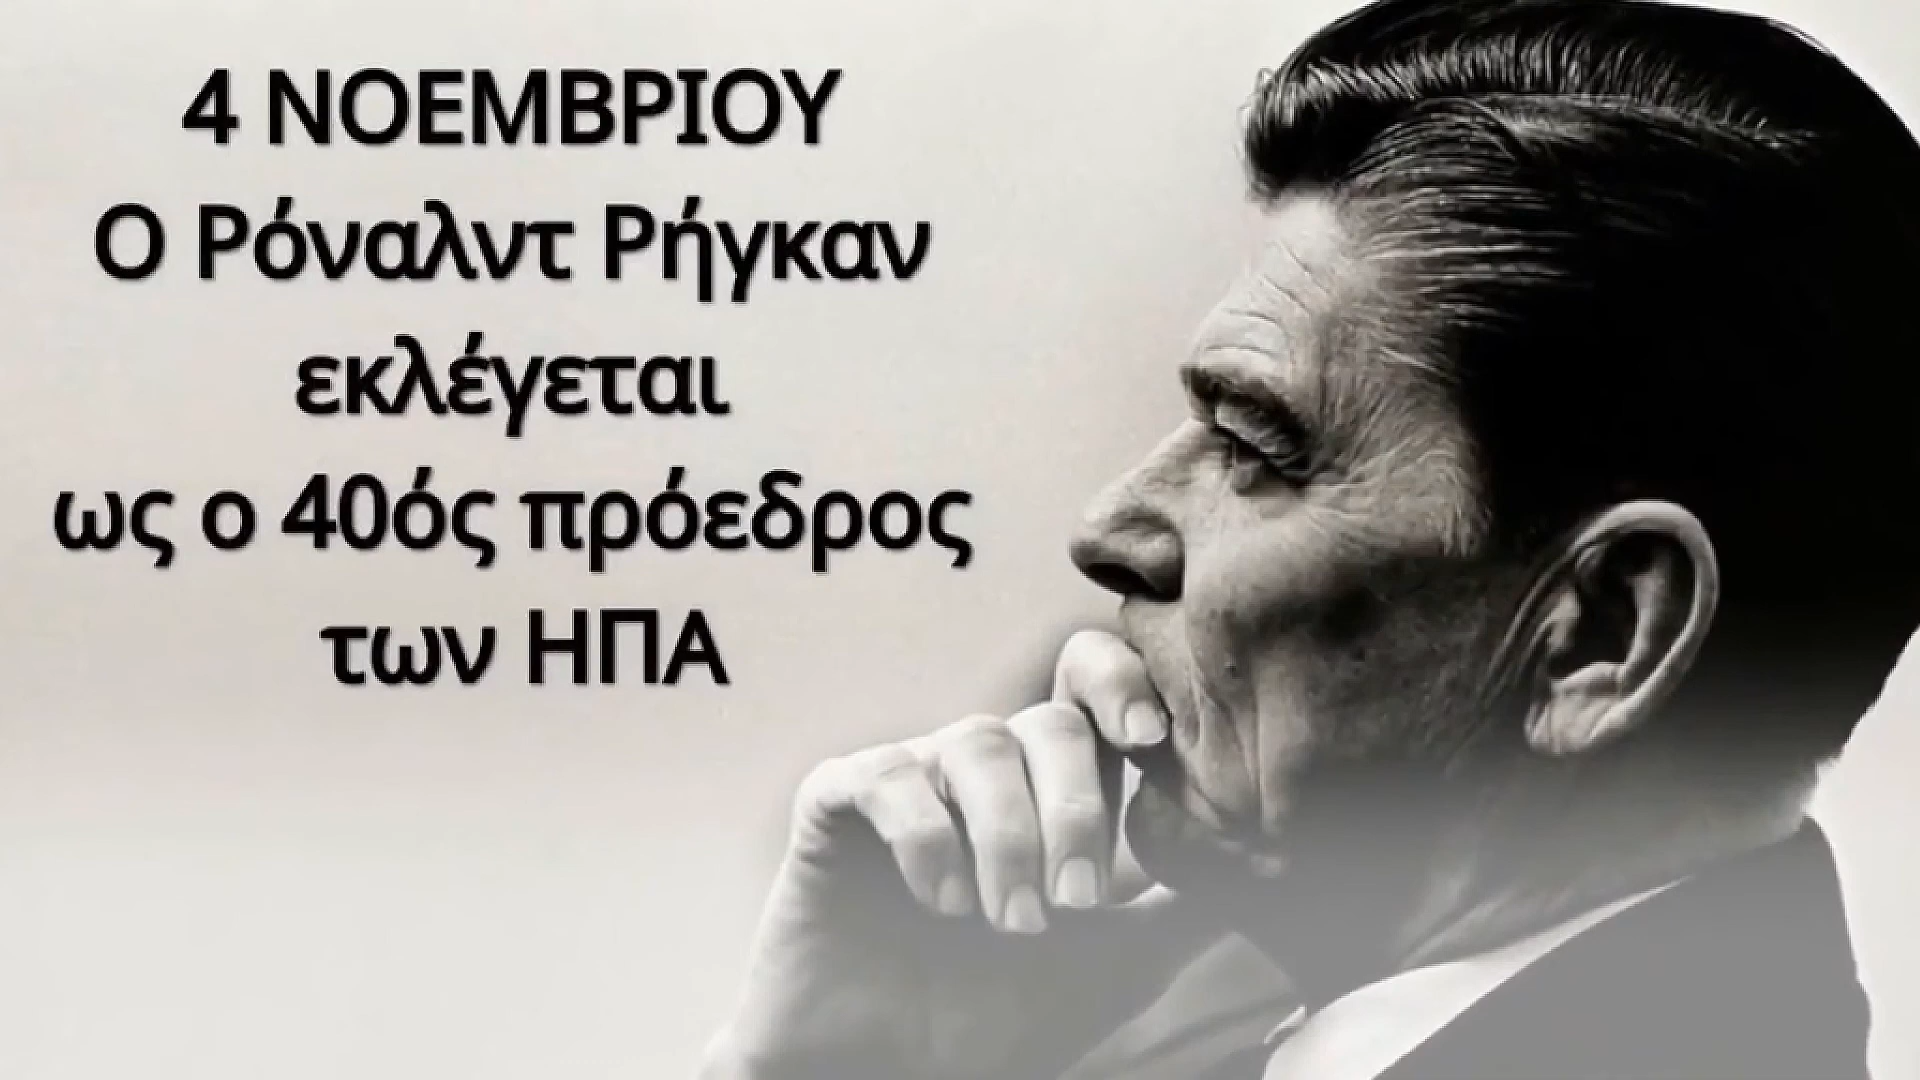 4 ΝΟΕΜΒΡΙΟΥ
Ο Ρόναλντ Ρήγκαν
εκλέγεται
ως ο 40ός πρόεδρος
των ΗΠΑ